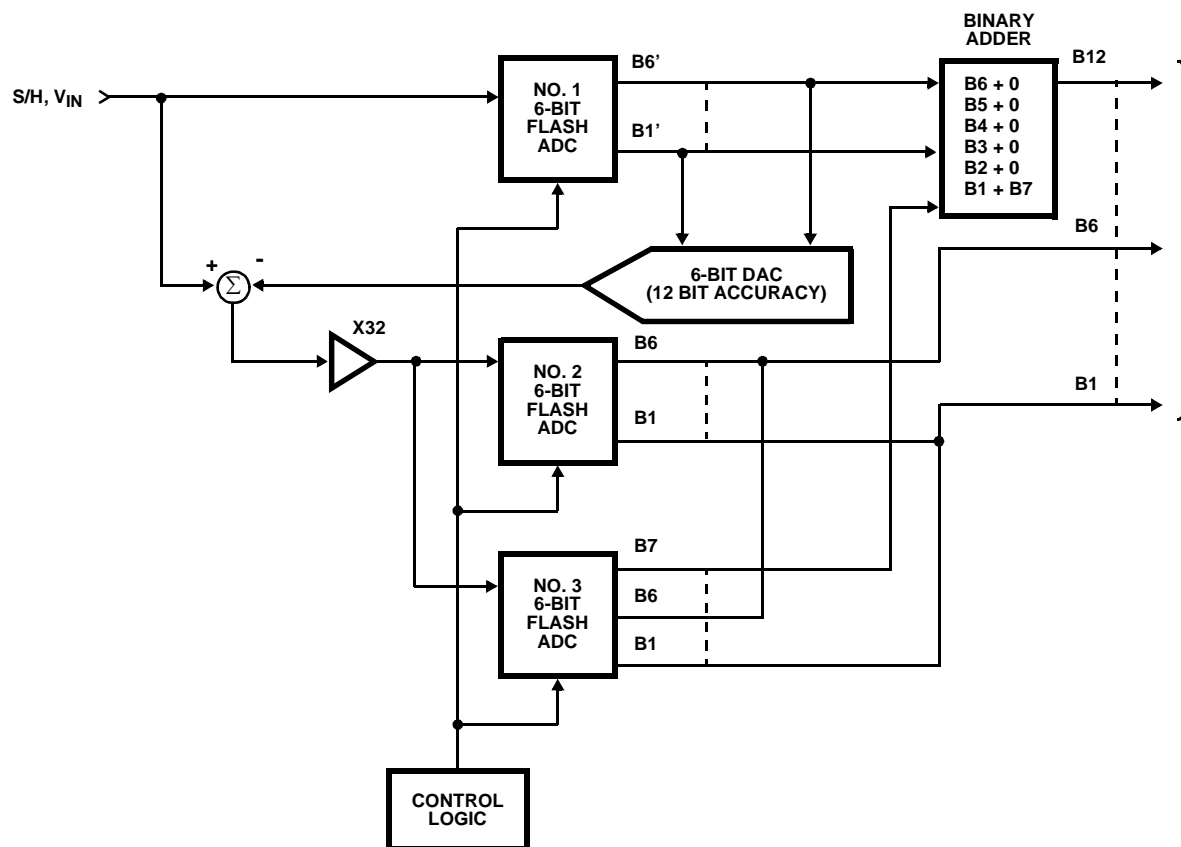 BINARY
ADDER
B6'
B12
S/H, VIN
NO. 1
6-BIT
FLASH
ADC
B6 + 0
B5 + 0
B4 + 0
B3 + 0
B2 + 0
B1 + B7
B1'
B6
+
-
Σ
6-BIT DAC
(12 BIT ACCURACY)
X32
B6
NO. 2
6-BIT
FLASH
ADC
B1
B1
B7
NO. 3
6-BIT
FLASH
ADC
B6
B1
CONTROL
LOGIC